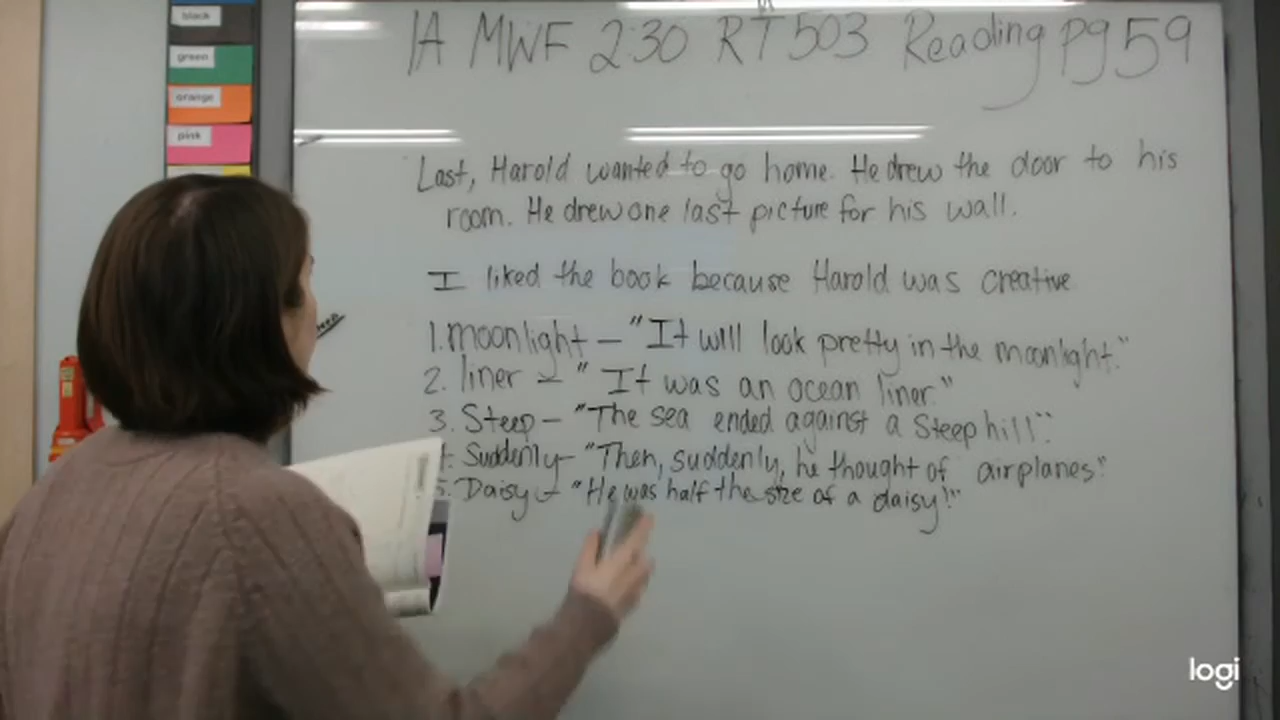 black
green
orange
pink
1A MWF 2:30 RT 503 Reading pg 59
Last, Harold wanted to go home. He drew the door to his
room. He drew one last picture for his wall.
I liked the book because Harold was creative
1. moonlight – "It will look pretty in the moonlight."
2. liner – "It was an ocean liner."
3. Steep – "The sea ended against a steep hill".
4. Suddenly – "Then, suddenly, he thought of airplanes."
5. Daisy – "He was half the size of a daisy!"
logi